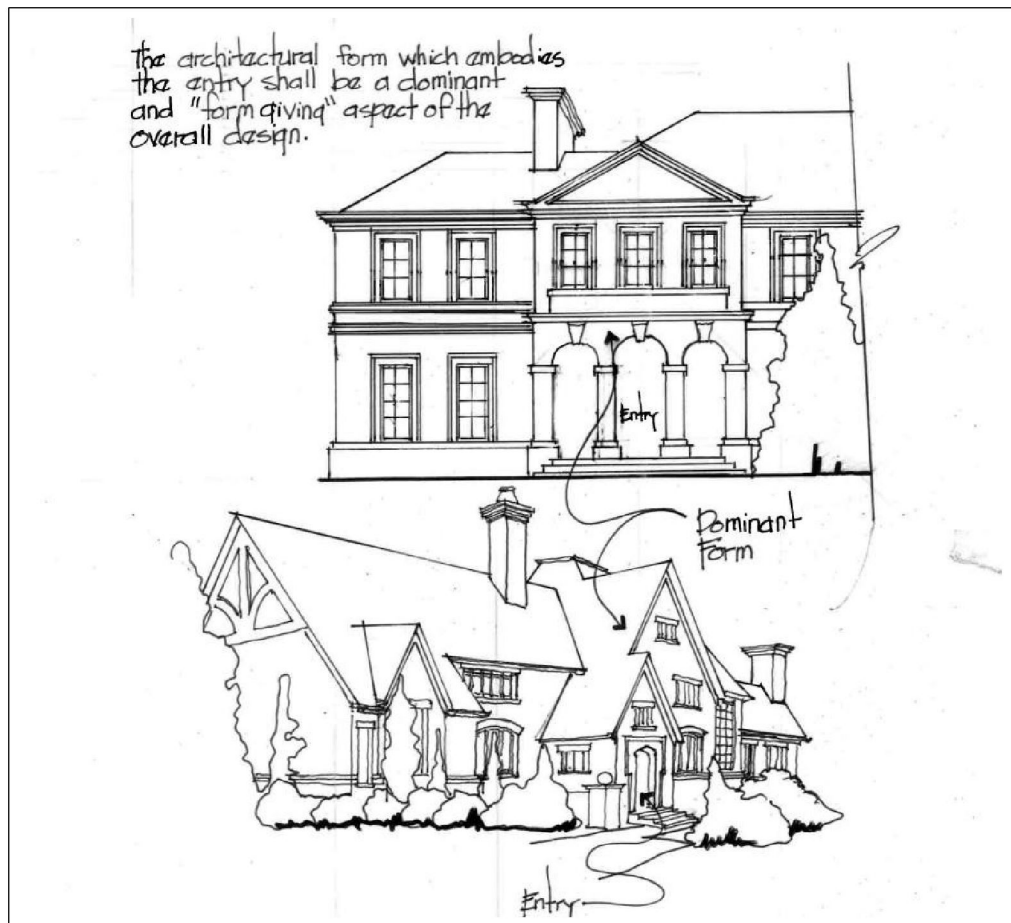 The architectural form which embodies
the entry shall be a dominant
and "form giving" aspect of the
overall design.
Entry
Dominant
Form
Entry